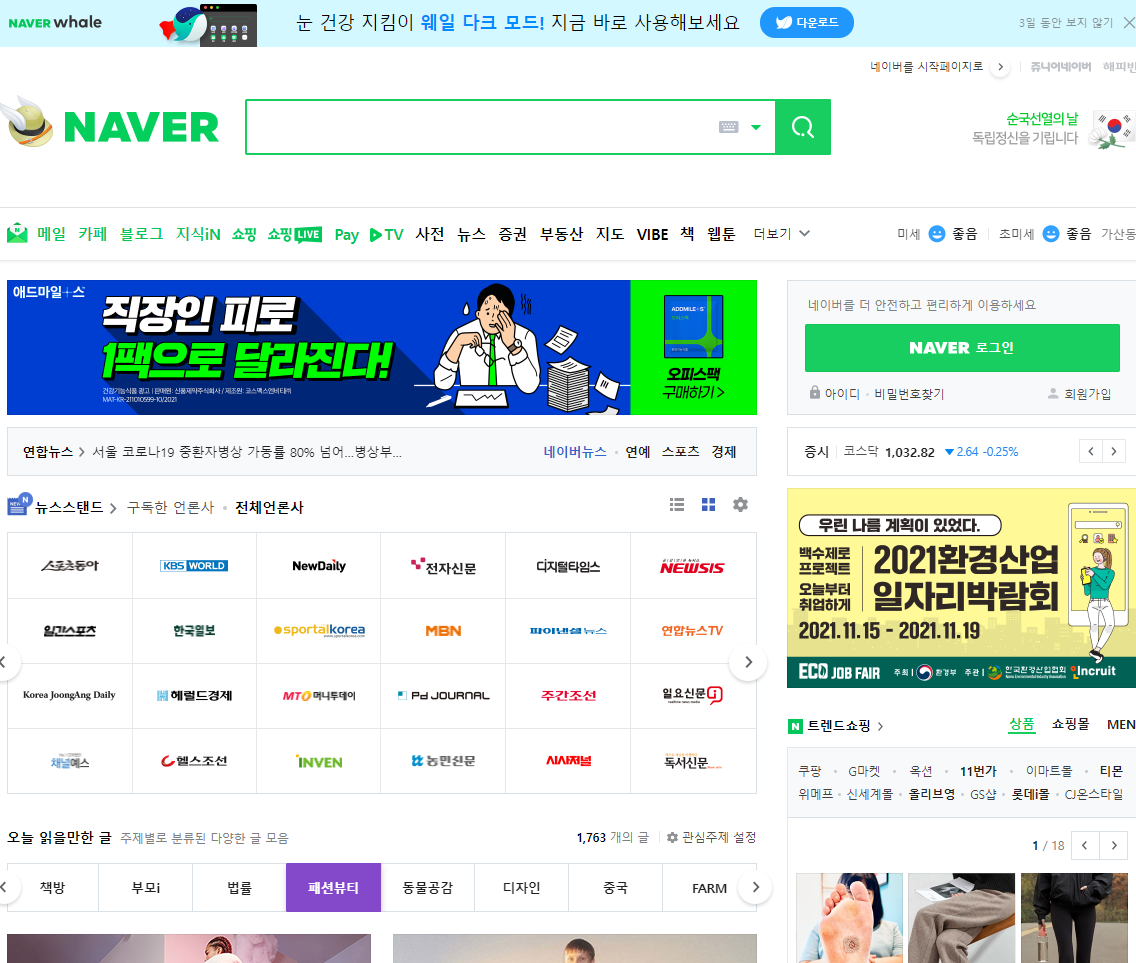 NAVER whale
눈 건강 지킴이 웨일 다크 모드! 지금 바로 사용해보세요
다운로드
3일 동안 보지 않기
네이버를 시작페이지로
쥬니어네이버
해피빈
NAVER
순국선열의 날
독립정신을 기립니다
메일 카페 블로그 지식iN 쇼핑 쇼핑LIVE Pay TV 사전 뉴스 증권 부동산 지도 VIBE 책 웹툰 더보기
미세 좋음 초미세 좋음 가산동
애드마일+스
직장인 피로
1팩으로 달라진다!
MAT-KR-211010599-10/2021
ADDMILE+S
오피스팩
구매하기 >
네이버를 더 안전하고 편리하게 이용하세요
NAVER 로그인
아이디 · 비밀번호찾기
회원가입
연합뉴스 > 서울 코로나19 중환자병상 가동률 80% 넘어...병상부...
네이버뉴스 · 연예 스포츠 경제
증시 코스닥 1,032.82 ▼2.64 -0.25%
뉴스스탠드 > 구독한 언론사 · 전체언론사
스포츠동아 KBS WORLD NewDaily 전자신문 디지털타임스 NEWSIS
일간스포츠 한국일보 sportalkorea MBN 파이낸셜뉴스 연합뉴스TV
Korea JoongAng Daily 헤럴드경제 MTO 머니투데이 Pd JOURNAL 주간조선 일요신문
채널예스 헬스조선 INVEN 농민신문 시사저널 독서신문
우린 나름 계획이 있었다.
백수제로
프로젝트
오늘부터
취업하게
2021환경산업
일자리박람회
2021.11.15 - 2021.11.19
ECO JOB FAIR 주최 | 환경부 주관 | 한국환경산업협회 Incruit
N 트렌드쇼핑 >
상품 쇼핑몰 MEN
쿠팡 · G마켓 · 옥션 · 11번가 · 이마트몰 · 티몬
위메프 · 신세계몰 · 올리브영 · GS샵 · 롯데i몰 · CJ온스타일
1 / 18
오늘 읽을만한 글 주제별로 분류된 다양한 글 모음
1,763 개의 글
관심주제 설정
책방 부모i 법률 패션뷰티 동물공감 디자인 중국 FARM